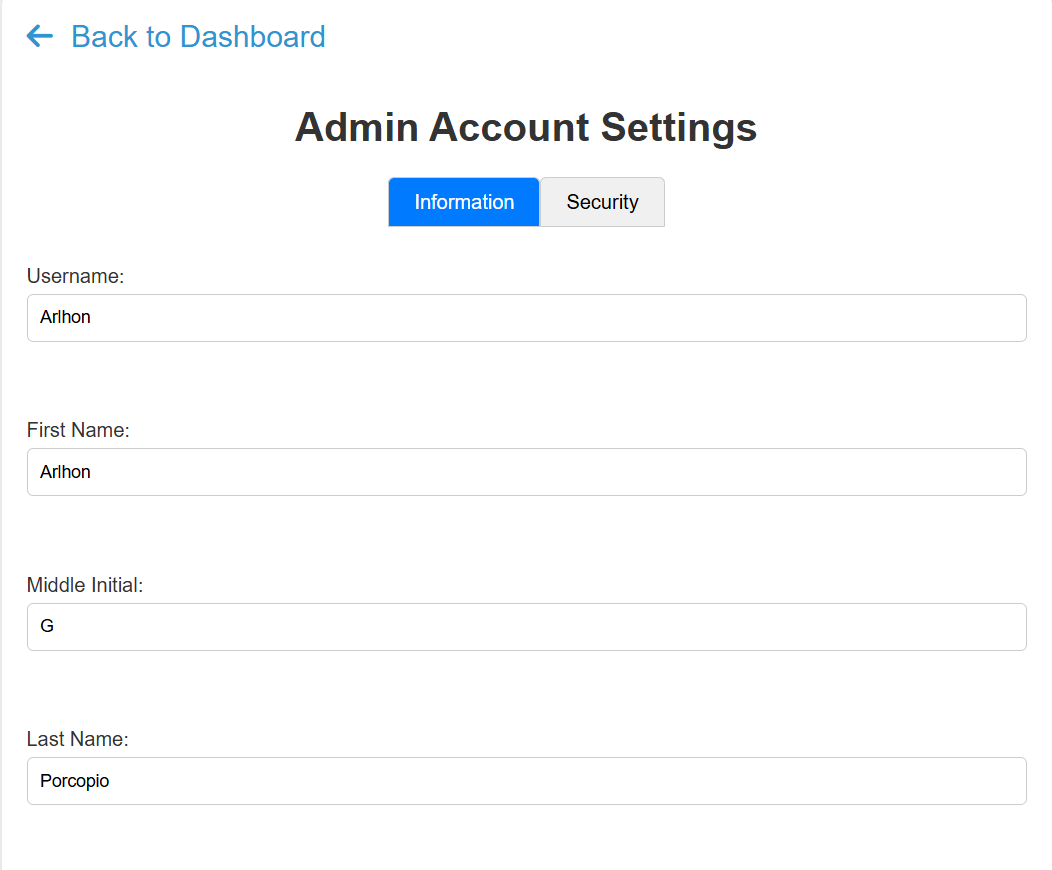 Back to Dashboard
Admin Account Settings
Information Security
Username:
Arlhon
First Name:
Arlhon
Middle Initial:
G
Last Name:
Porcopio